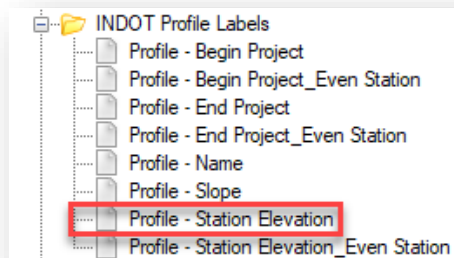 INDOT Profile Labels
Profile - Begin Project
Profile - Begin Project_Even Station
Profile - End Project
Profile - End Project_Even Station
Profile - Name
Profile - Slope
Profile - Station Elevation
Profile - Station Elevation_Even Station